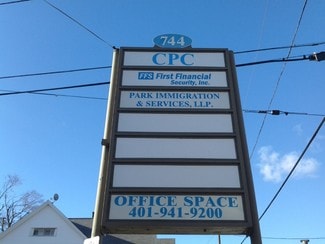 744
CPC
FFS First Financial
Security, Inc.
PARK IMMIGRATION
& SERVICES, LLP.
OFFICE SPACE
401-941-9200